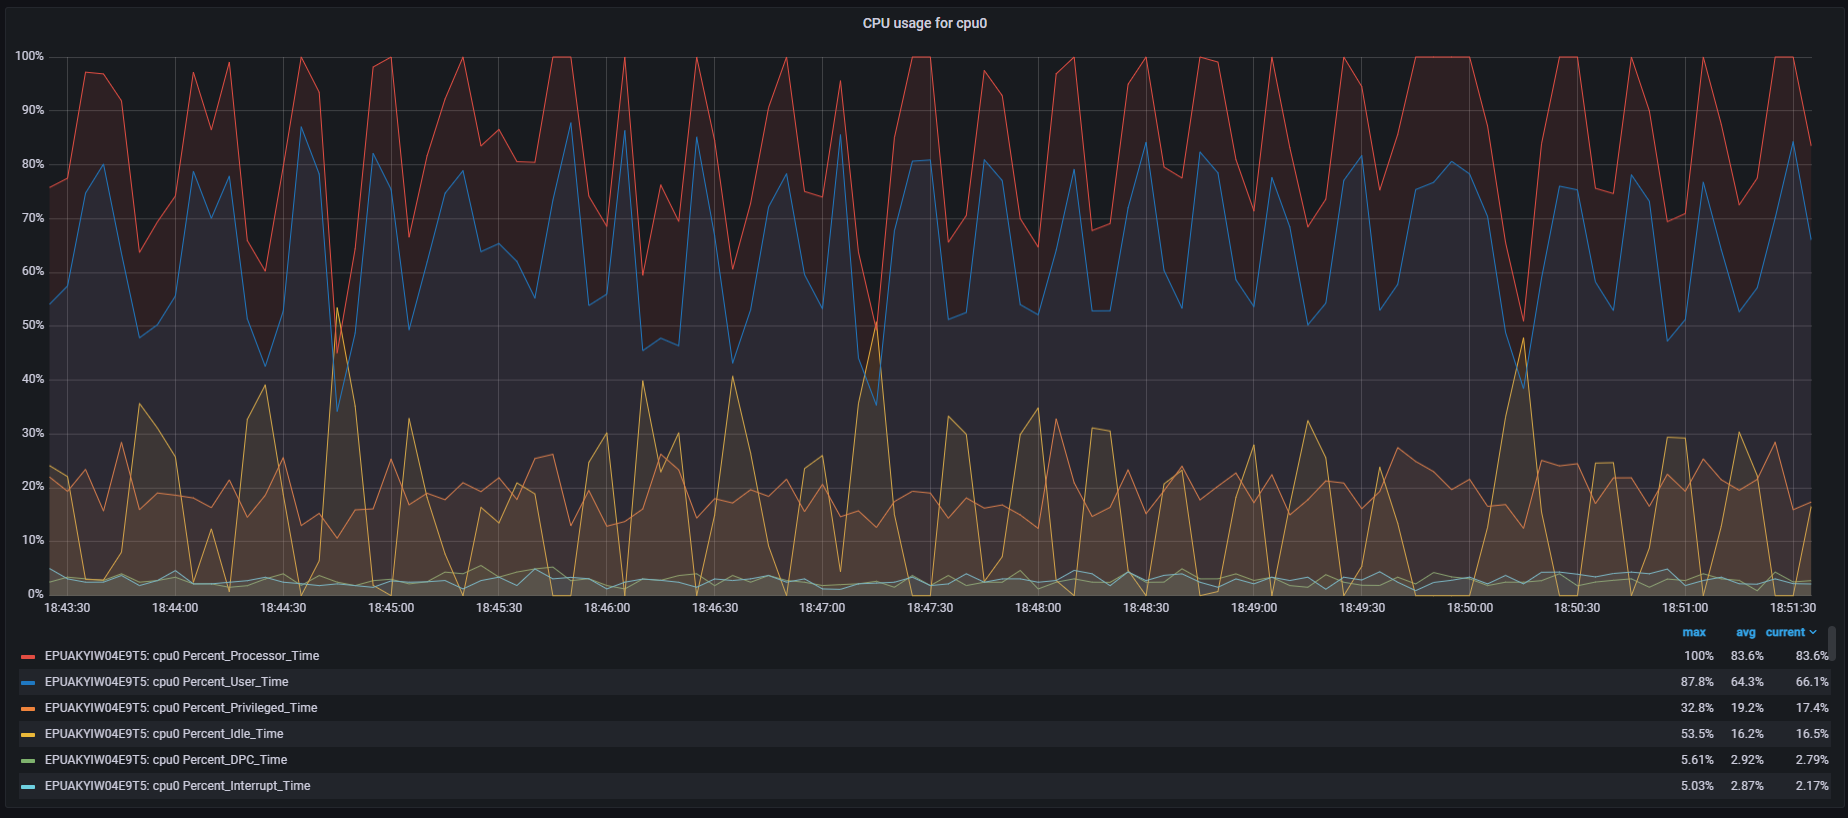 CPU usage for cpu0
100%
90%
80%
70%
60%
50%
40%
30%
20%
10%
0%
18:43:30 18:44:00 18:44:30 18:45:00 18:45:30 18:46:00 18:46:30 18:47:00 18:47:30 18:48:00 18:48:30 18:49:00 18:49:30 18:50:00 18:50:30 18:51:00 18:51:30
max avg current
EPUAKYIW04E9T5: cpu0 Percent_Processor_Time 100% 83.6% 83.6%
EPUAKYIW04E9T5: cpu0 Percent_User_Time 87.8% 64.3% 66.1%
EPUAKYIW04E9T5: cpu0 Percent_Privileged_Time 32.8% 19.2% 17.4%
EPUAKYIW04E9T5: cpu0 Percent_Idle_Time 53.5% 16.2% 16.5%
EPUAKYIW04E9T5: cpu0 Percent_DPC_Time 5.61% 2.92% 2.79%
EPUAKYIW04E9T5: cpu0 Percent_Interrupt_Time 5.03% 2.87% 2.17%